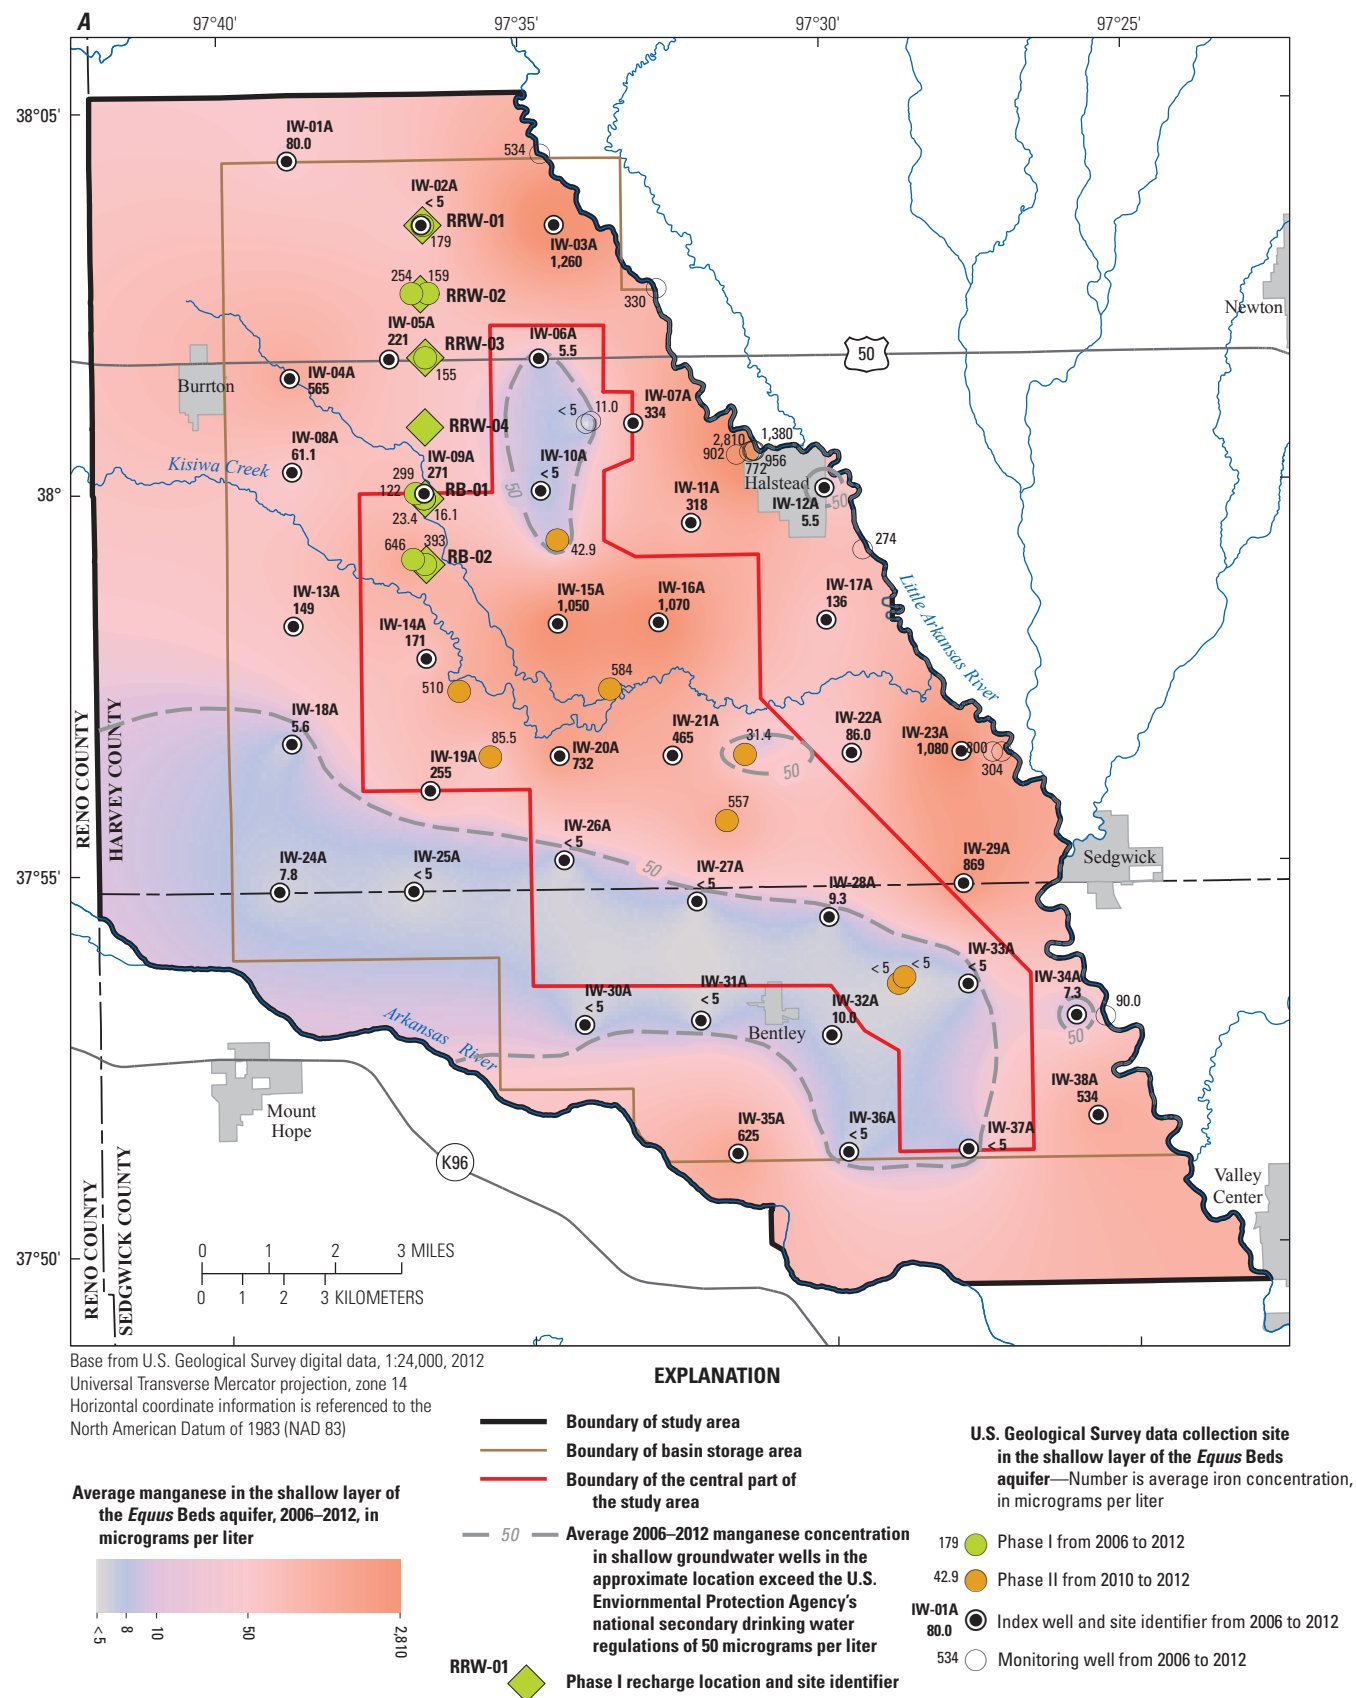 A
97°40'
97°35'
97°30'
97°25'
38°05'
IW-01A
80.0
534
IW-02A
< 5
RRW-01
179
IW-03A
1,260
254
159
RRW-02
330
Newton
IW-05A
221
RRW-03
155
IW-06A
5.5
50
Burrton
IW-04A
565
RRW-04
< 5
11.0
IW-07A
334
2,810
1,380
902
956
772
Halstead
IW-08A
61.1
Kisiwa Creek
IW-09A
271
299
122
RB-01
23.4
16.1
IW-10A
< 5
50
38°
IW-11A
318
IW-12A
5.5
50
42.9
274
646
393
RB-02
IW-13A
149
IW-14A
171
IW-15A
1,050
IW-16A
1,070
IW-17A
136
Little Arkansas River
510
584
IW-18A
5.6
85.5
IW-19A
255
IW-20A
732
IW-21A
465
31.4
50
IW-22A
86.0
IW-23A
1,080
800
304
557
RENO COUNTY
HARVEY COUNTY
IW-26A
< 5
50
IW-24A
7.8
IW-25A
< 5
IW-27A
< 5
IW-28A
9.3
IW-29A
869
Sedgwick
37°55'
IW-33A
< 5
< 5
< 5
IW-34A
7.3
90.0
50
IW-30A
< 5
IW-31A
< 5
Bentley
IW-32A
10.0
Arkansas River
Mount
Hope
IW-35A
625
IW-36A
< 5
IW-37A
< 5
IW-38A
534
K96
Valley
Center
RENO COUNTY
SEDGWICK COUNTY
37°50'
0 1 2 3 MILES
0 1 2 3 KILOMETERS
Base from U.S. Geological Survey digital data, 1:24,000, 2012
Universal Transverse Mercator projection, zone 14
Horizontal coordinate information is referenced to the
North American Datum of 1983 (NAD 83)
EXPLANATION
Average manganese in the shallow layer of
the Equus Beds aquifer, 2006–2012, in
micrograms per liter
<5
8
10
50
2,810
Boundary of study area
Boundary of basin storage area
Boundary of the central part of
the study area
50
Average 2006–2012 manganese concentration
in shallow groundwater wells in the
approximate location exceed the U.S.
Enviornmental Protection Agency's
national secondary drinking water
regulations of 50 micrograms per liter
RRW-01
Phase I recharge location and site identifier
U.S. Geological Survey data collection site
in the shallow layer of the Equus Beds
aquifer—Number is average iron concentration,
in micrograms per liter
179 Phase I from 2006 to 2012
42.9 Phase II from 2010 to 2012
IW-01A
80.0
Index well and site identifier from 2006 to 2012
534 Monitoring well from 2006 to 2012